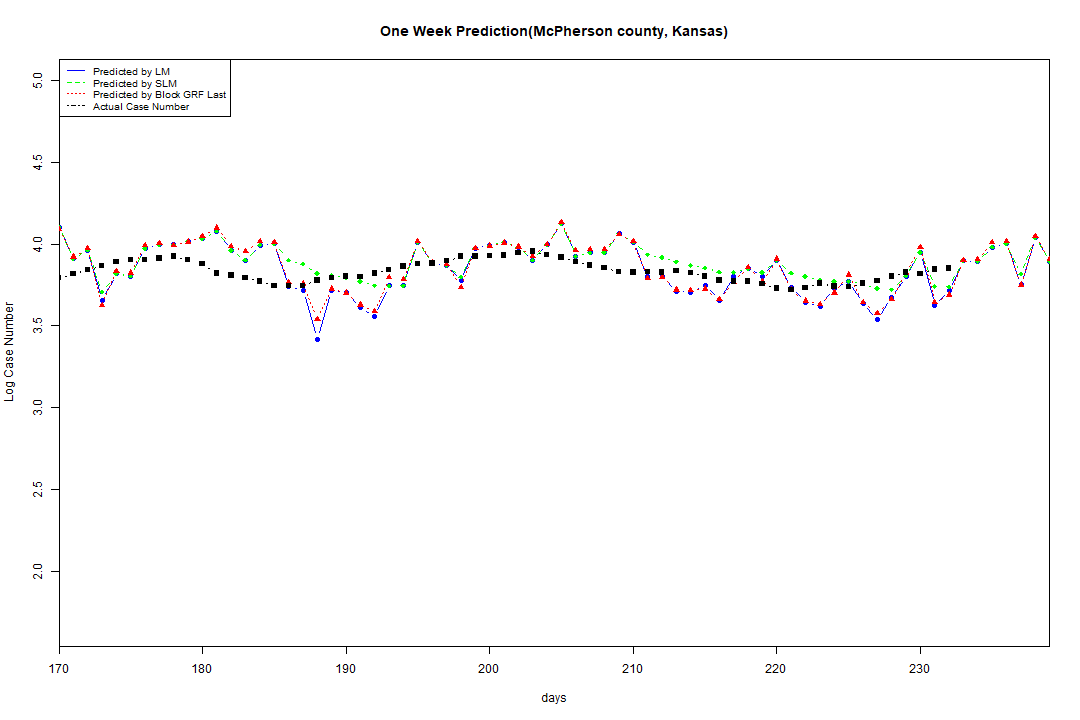 One Week Prediction(McPherson county, Kansas)
Predicted by LM
Predicted by SLM
Predicted by Block GRF Last
Actual Case Number
5.0
4.5
4.0
3.5
3.0
2.5
2.0
Log Case Number
170 180 190 200 210 220 230
days